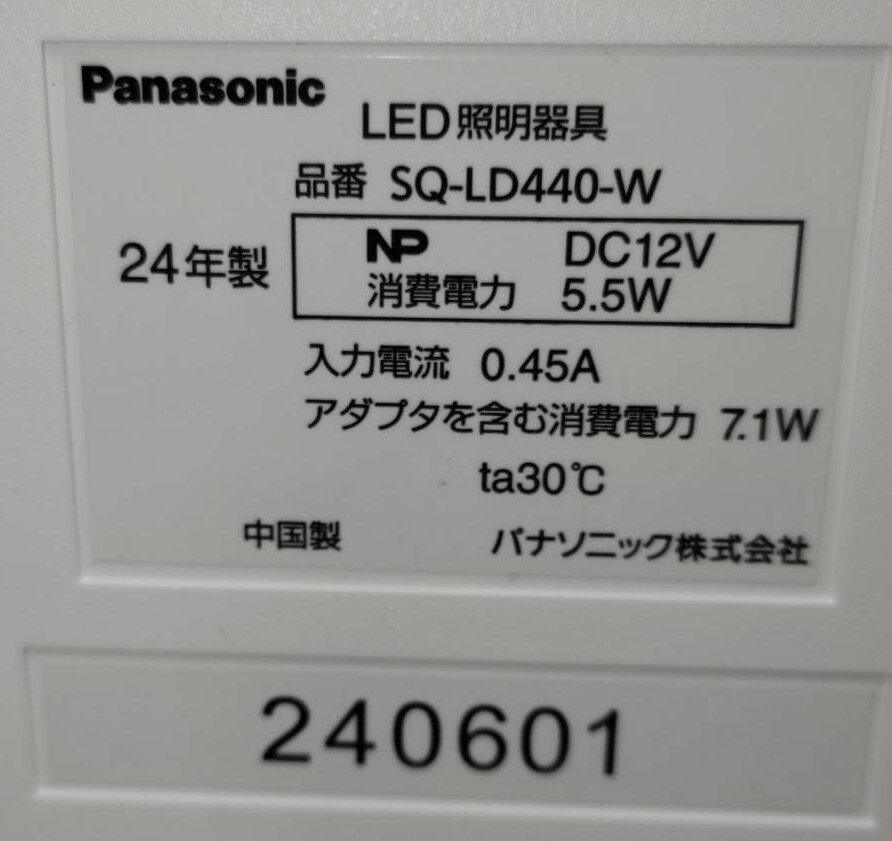 Panasonic
LED照明器具
品番 SQ-LD440-W
24年製
NP DC12V
消費電力 5.5W
入力電流 0.45A
アダプタを含む消費電力 7.1W
ta30℃
中国製 パナソニック株式会社
240601